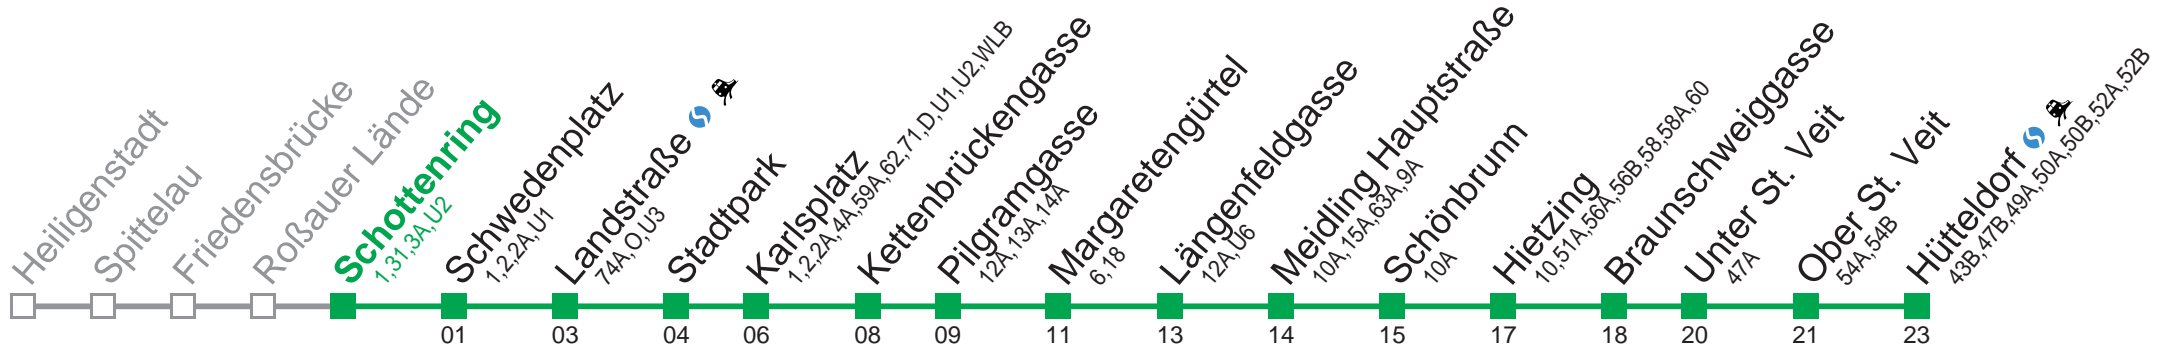 Heiligenstadt
Spittelau
Friedensbrücke
Roßauer Lände
Schottenring
1,31,3A,U2
Schwedenplatz
1,2,2A,U1
Landstraße
74A,O,U3
Stadtpark
Karlsplatz
1,2,2A,4A,59A,62,71,D,U1,U2,WLB
Kettenbrückengasse
Pilgramgasse
12A,13A,14A
Margaretengürtel
6,18
Längenfeldgasse
12A,U6
Meidling Hauptstraße
10A,15A,63A,9A
Schönbrunn
10A
Hietzing
10,51A,56A,56B,58,58A,60
Braunschweiggasse
Unter St. Veit
47A
Ober St. Veit
54A,54B
Hütteldorf
43B,47B,49A,50A,50B,52A,52B
01 03 04 06 08 09 11 13 14 15 17 18 20 21 23